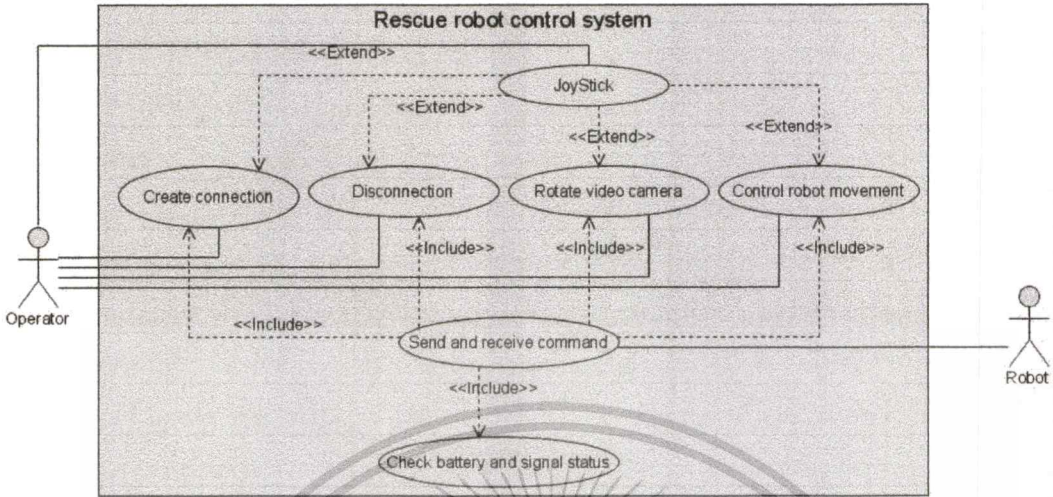 Rescue robot control system
<<Extend>>
JoyStick
<<Extend>>
<<Extend>>
<<Extend>>
Create connection
Disconnection
Rotate video camera
Control robot movement
<<Include>>
<<Include>>
<<Include>>
Operator
<<Include>>
Send and receive command
Robot
<<Include>>
Check battery and signal status